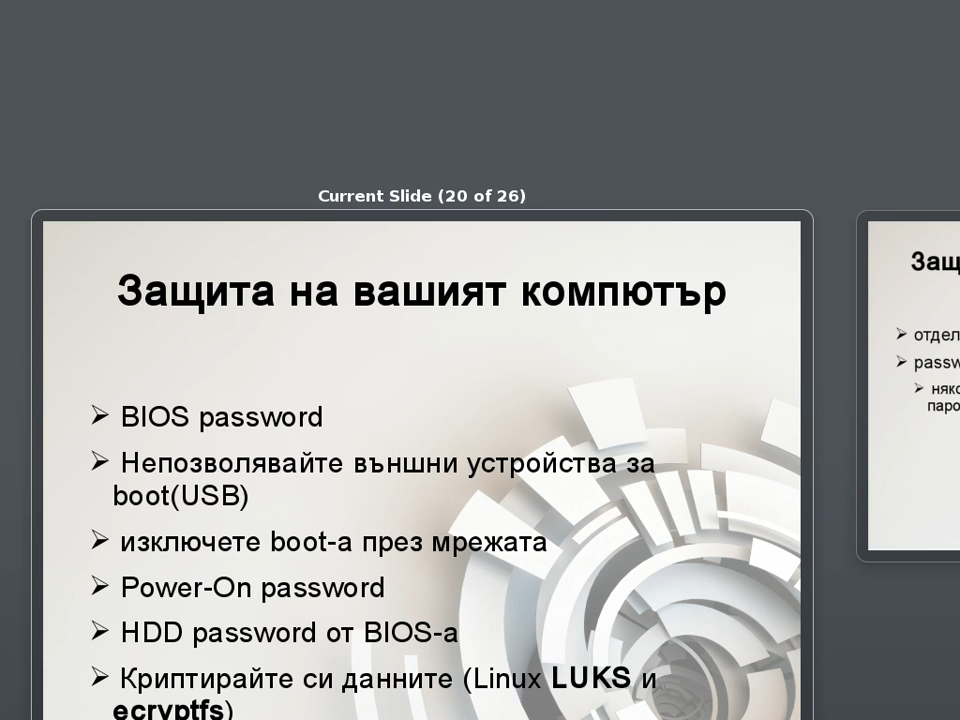 Current Slide (20 of 26)
Защита на вашият компютър
➢ BIOS password
➢ Непозволявайте външни устройства за
boot(USB)
➢ изключете boot-а през мрежата
➢ Power-On password
➢ HDD password от BIOS-а
➢ Криптирайте си данните (Linux LUKS и
ecryptfs)
Защ
➢ отдел
➢ passw
➢ няко
паро